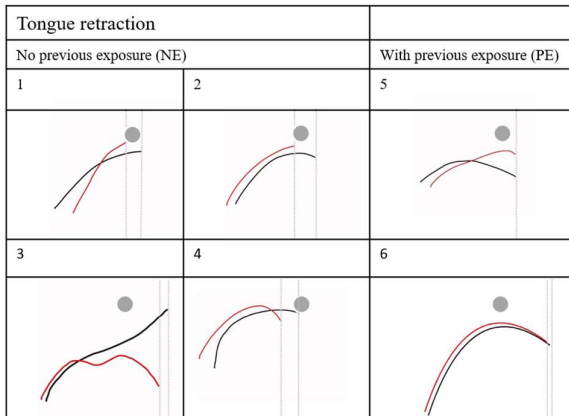 Tongue retraction
No previous exposure (NE) With previous exposure (PE)
1 2 5
3 4 6